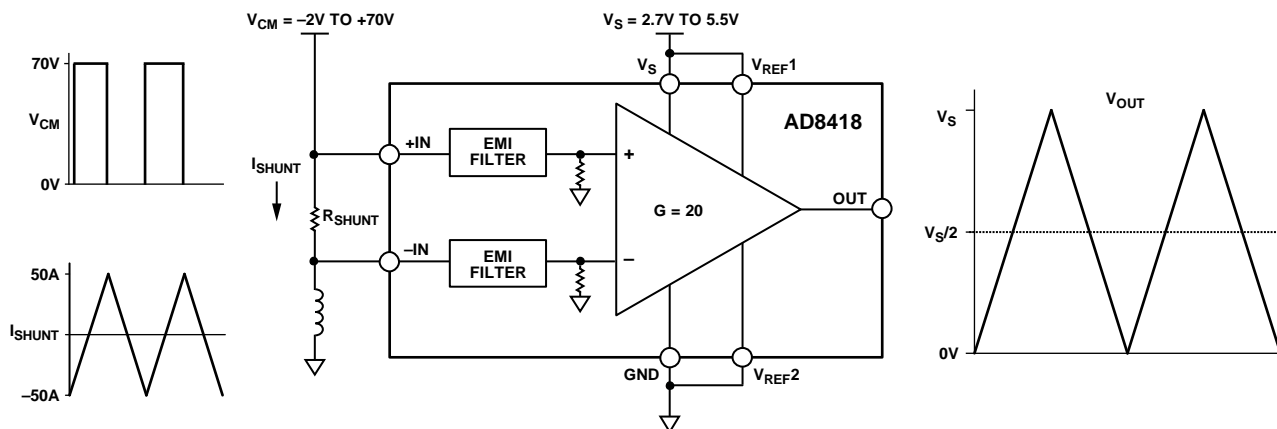 V_CM = –2V TO +70V
V_S = 2.7V TO 5.5V
70V
V_CM
0V
V_S
V_REF1
AD8418
+IN
EMI
FILTER
+
I_SHUNT
R_SHUNT
G = 20
OUT
–IN
EMI
FILTER
–
50A
I_SHUNT
–50A
GND
V_REF2
V_OUT
V_S
V_S/2
0V